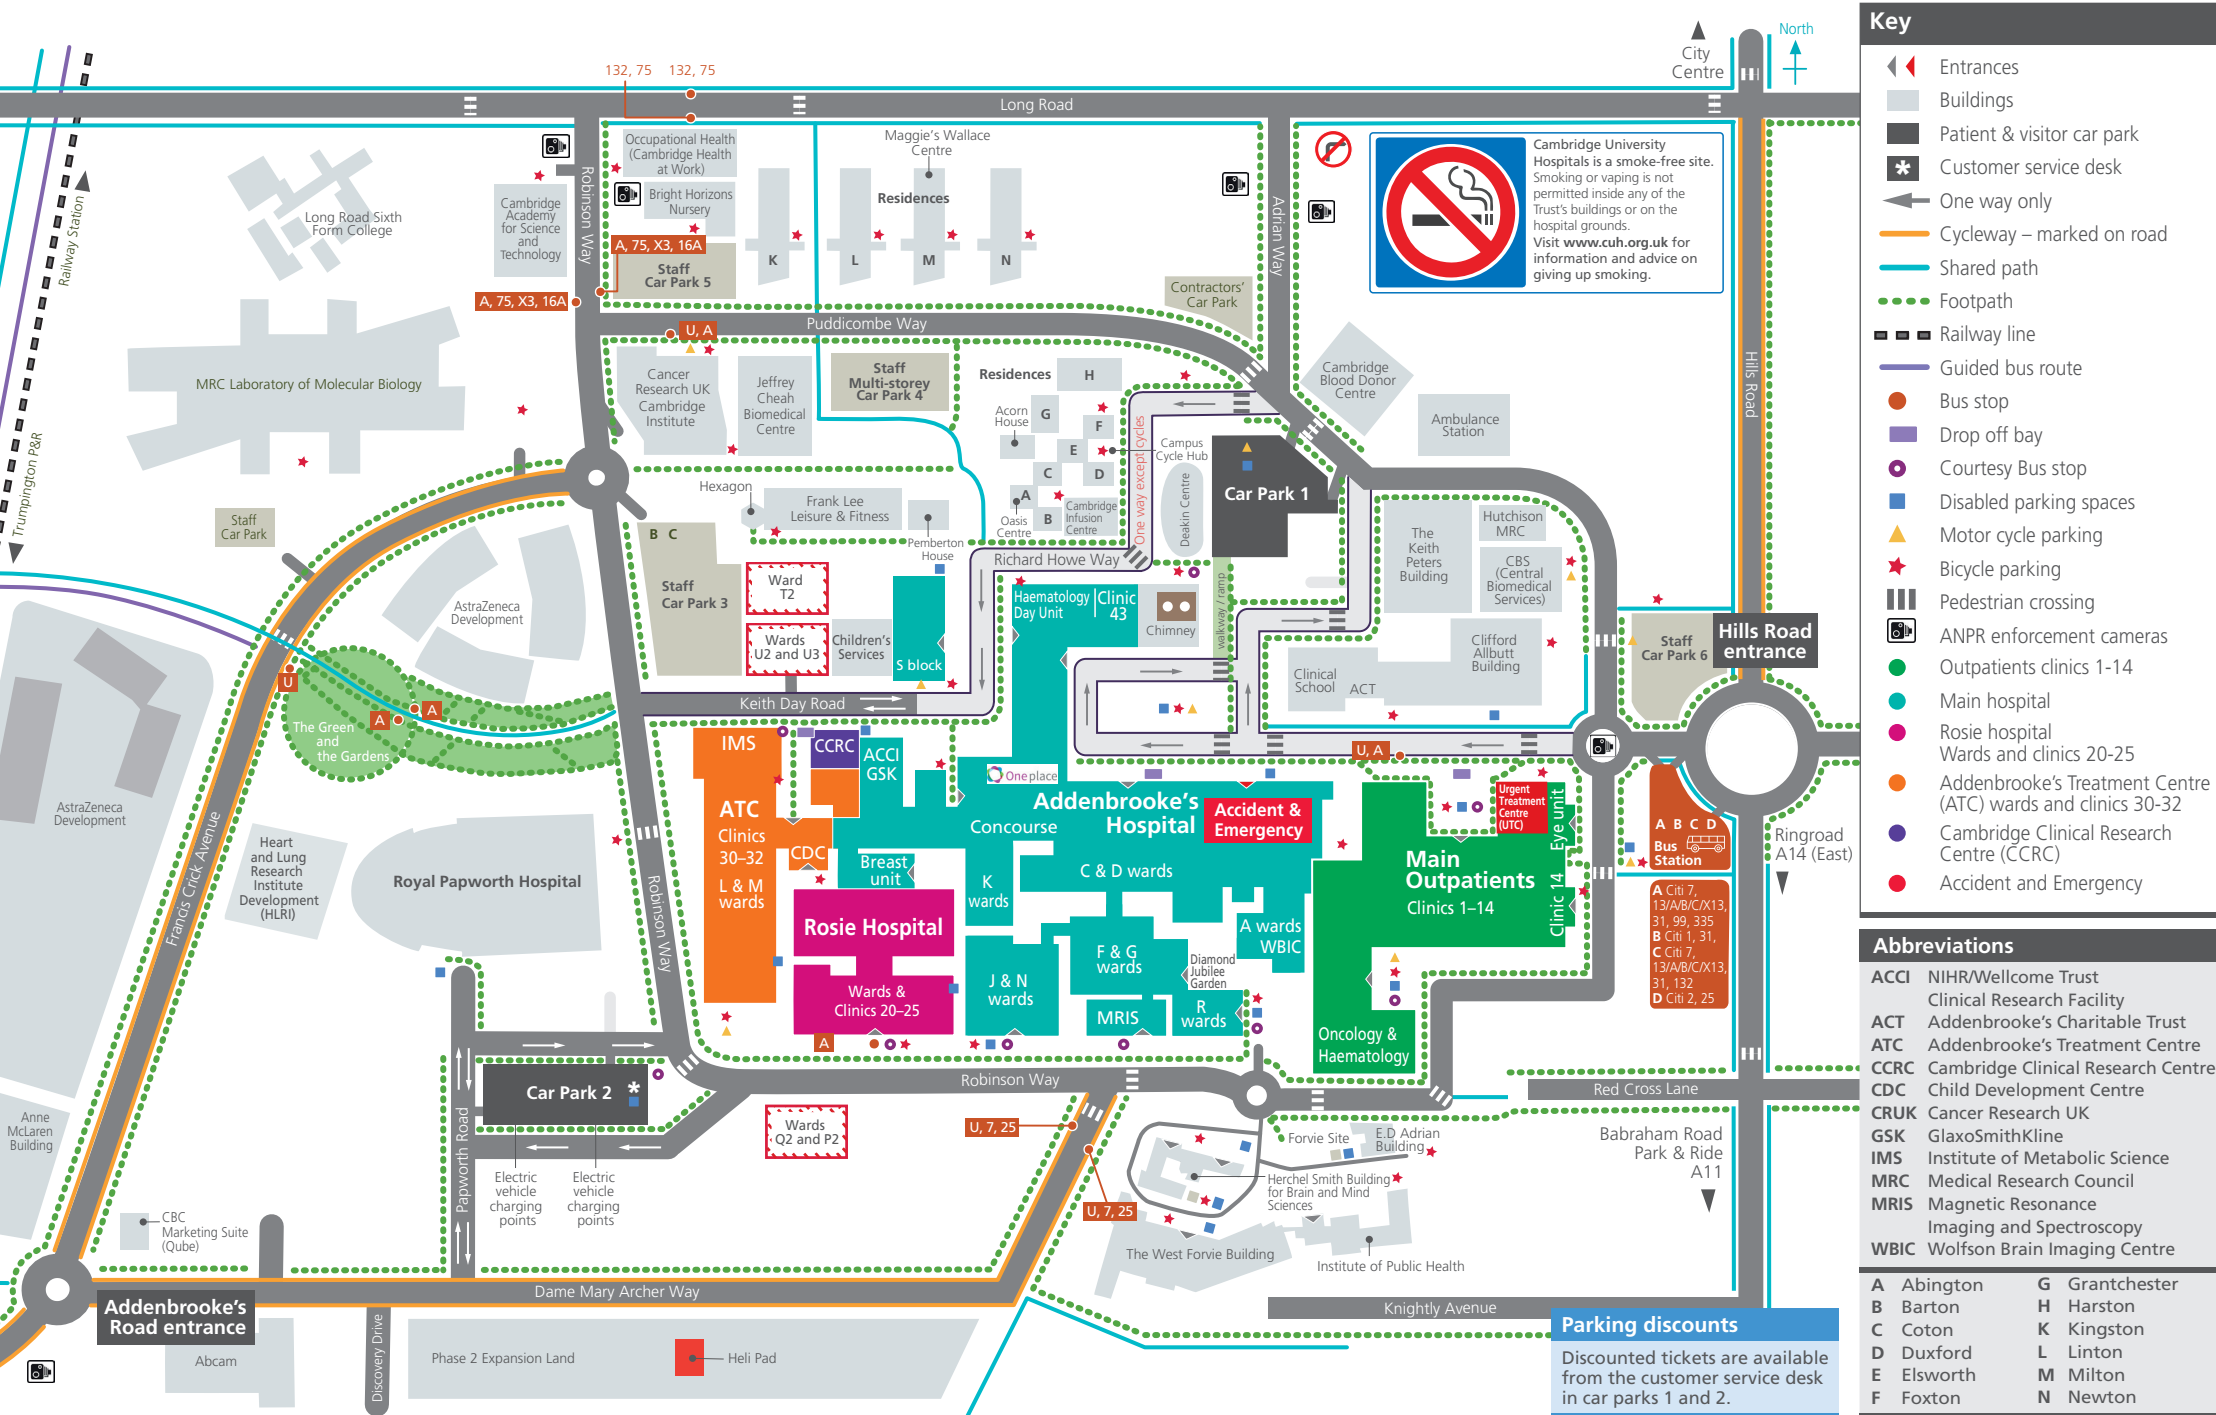 132, 75
132, 75
City
Centre
North
Long Road
Occupational Health
(Cambridge Health
at Work)
Bright Horizons
Nursery
Cambridge
Academy
for Science
and
Technology
Robinson Way
Maggie's Wallace
Centre
Residences
K
L
M
N
A, 75, X3, 16A
Staff
Car Park 5
A, 75, X3, 16A
Adrian Way
Contractors'
Car Park
Cambridge University
Hospitals is a smoke-free site.
Smoking or vaping is not
permitted inside any of the
Trust's buildings or on the
hospital grounds.
Visit www.cuh.org.uk for
information and advice on
giving up smoking.
Long Road Sixth
Form College
Railway Station
Trumpington P&R
MRC Laboratory of Molecular Biology
Puddicombe Way
U, A
Cancer
Research UK
Cambridge
Institute
Jeffrey
Cheah
Biomedical
Centre
Staff
Multi-storey
Car Park 4
Residences
H
Acorn
House
G
F
E
C
D
A
B
Oasis
Centre
Cambridge
Infusion
Centre
One way except cycles
Campus
Cycle Hub
Deakin Centre
Car Park 1
Cambridge
Blood Donor
Centre
Ambulance
Station
Hills Road
Hexagon
Frank Lee
Leisure & Fitness
Pemberton
House
Staff
Car Park
B C
Staff
Car Park 3
Ward
T2
Wards
U2 and U3
Children's
Services
S block
Richard Howe Way
Haematology
Day Unit
Clinic
43
Chimney
walkway / ramp
The
Keith
Peters
Building
Hutchison
MRC
CBS
(Central
Biomedical
Services)
Clifford
Allbutt
Building
Clinical
School
ACT
Staff
Car Park 6
Hills Road
entrance
AstraZeneca
Development
U
A
A
The Green
and
the Gardens
Keith Day Road
IMS
CCRC
ACCI
GSK
One place
U, A
ATC
Clinics
30–32
L & M
wards
CDC
Breast
unit
Concourse
Addenbrooke's
Hospital
Accident &
Emergency
C & D wards
K
wards
Urgent
Treatment
Centre
(UTC)
Eye unit
Clinic 14
Main
Outpatients
Clinics 1–14
A B C D
Bus
Station
A Citi 7,
13/A/B/C/X13,
31, 99, 335
B Citi 1, 31,
C Citi 7,
13/A/B/C/X13,
31, 132
D Citi 2, 25
Ringroad
A14 (East)
AstraZeneca
Development
Francis Crick Avenue
Heart
and Lung
Research
Institute
Development
(HLRI)
Royal Papworth Hospital
Robinson Way
Rosie Hospital
Wards &
Clinics 20–25
A
J & N
wards
F & G
wards
MRIS
Diamond
Jubilee
Garden
R
wards
A wards
WBIC
Oncology &
Haematology
Robinson Way
Red Cross Lane
Car Park 2
*
Papworth Road
Electric
vehicle
charging
points
Electric
vehicle
charging
points
Wards
Q2 and P2
U, 7, 25
U, 7, 25
Forvie Site
E.D Adrian
Building
Herchel Smith Building
for Brain and Mind
Sciences
The West Forvie Building
Institute of Public Health
Babraham Road
Park & Ride
A11
Anne
McLaren
Building
CBC
Marketing Suite
(Qube)
Dame Mary Archer Way
Addenbrooke's
Road entrance
Abcam
Discovery Drive
Phase 2 Expansion Land
Heli Pad
Knightly Avenue
Parking discounts
Discounted tickets are available
from the customer service desk
in car parks 1 and 2.
Key
Entrances
Buildings
Patient & visitor car park
* Customer service desk
One way only
Cycleway – marked on road
Shared path
Footpath
Railway line
Guided bus route
Bus stop
Drop off bay
Courtesy Bus stop
Disabled parking spaces
Motor cycle parking
Bicycle parking
Pedestrian crossing
ANPR enforcement cameras
Outpatients clinics 1-14
Main hospital
Rosie hospital
Wards and clinics 20-25
Addenbrooke's Treatment Centre
(ATC) wards and clinics 30-32
Cambridge Clinical Research
Centre (CCRC)
Accident and Emergency
Abbreviations
ACCI NIHR/Wellcome Trust
Clinical Research Facility
ACT Addenbrooke's Charitable Trust
ATC Addenbrooke's Treatment Centre
CCRC Cambridge Clinical Research Centre
CDC Child Development Centre
CRUK Cancer Research UK
GSK GlaxoSmithKline
IMS Institute of Metabolic Science
MRC Medical Research Council
MRIS Magnetic Resonance
Imaging and Spectroscopy
WBIC Wolfson Brain Imaging Centre
A Abington
B Barton
C Coton
D Duxford
E Elsworth
F Foxton
G Grantchester
H Harston
K Kingston
L Linton
M Milton
N Newton